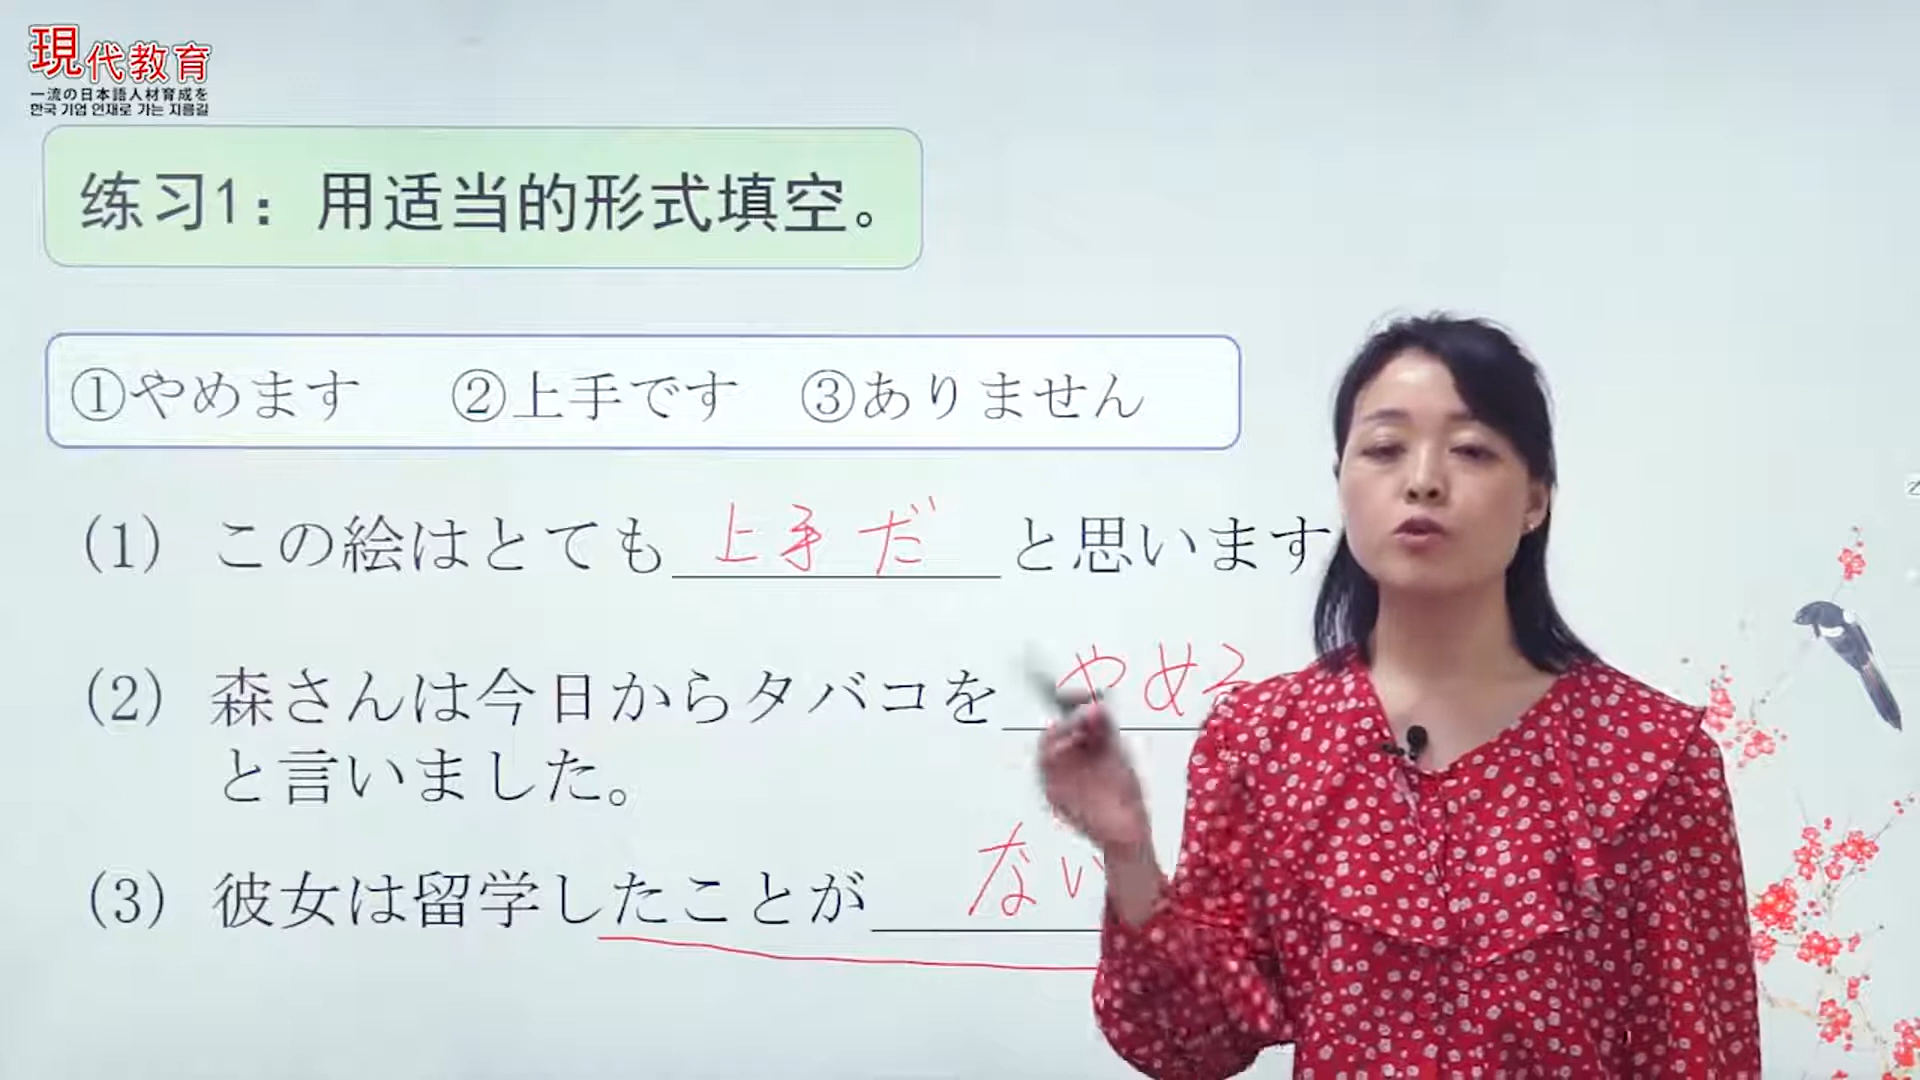 現代教育
一流の日本語人材育成を
한국 기업 인재로 가는 지름길
练习1：用适当的形式填空。
①やめます ②上手です ③ありません
(1) この絵はとても 上手だ と思います
(2) 森さんは今日からタバコを やめる
と言いました。
(3) 彼女は留学したことが ない